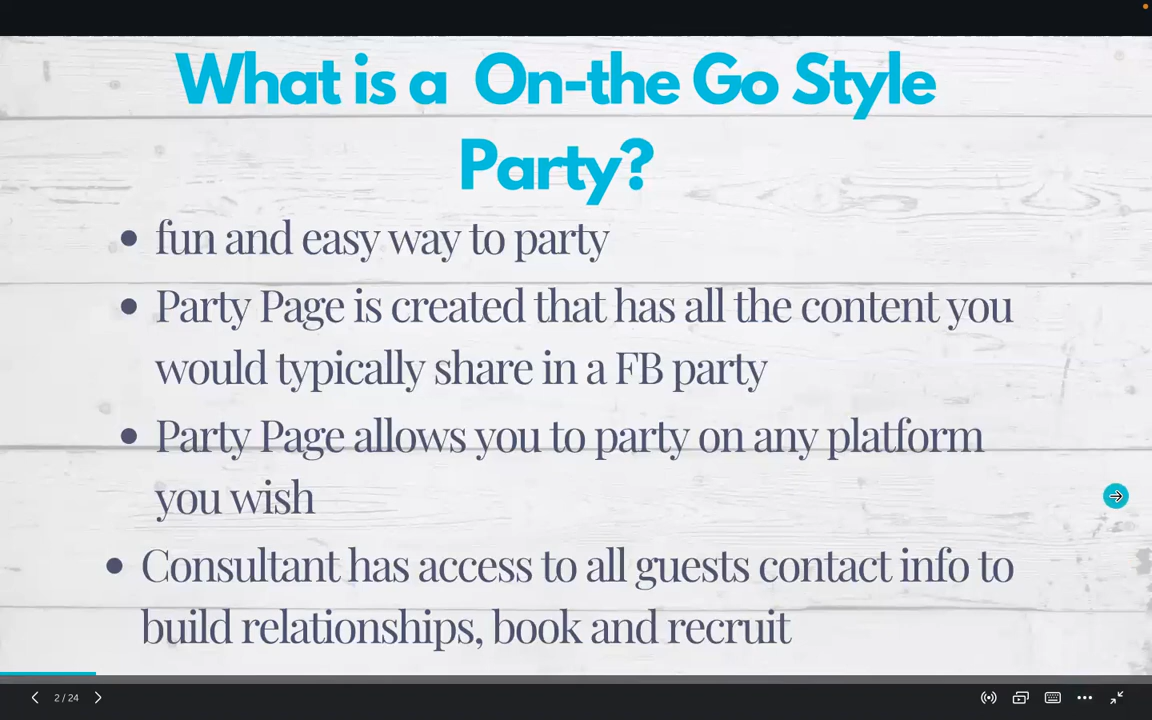 What is a On-the Go Style
Party?
• fun and easy way to party
• Party Page is created that has all the content you
would typically share in a FB party
• Party Page allows you to party on any platform
you wish
• Consultant has access to all guests contact info to
build relationships, book and recruit
2 / 24